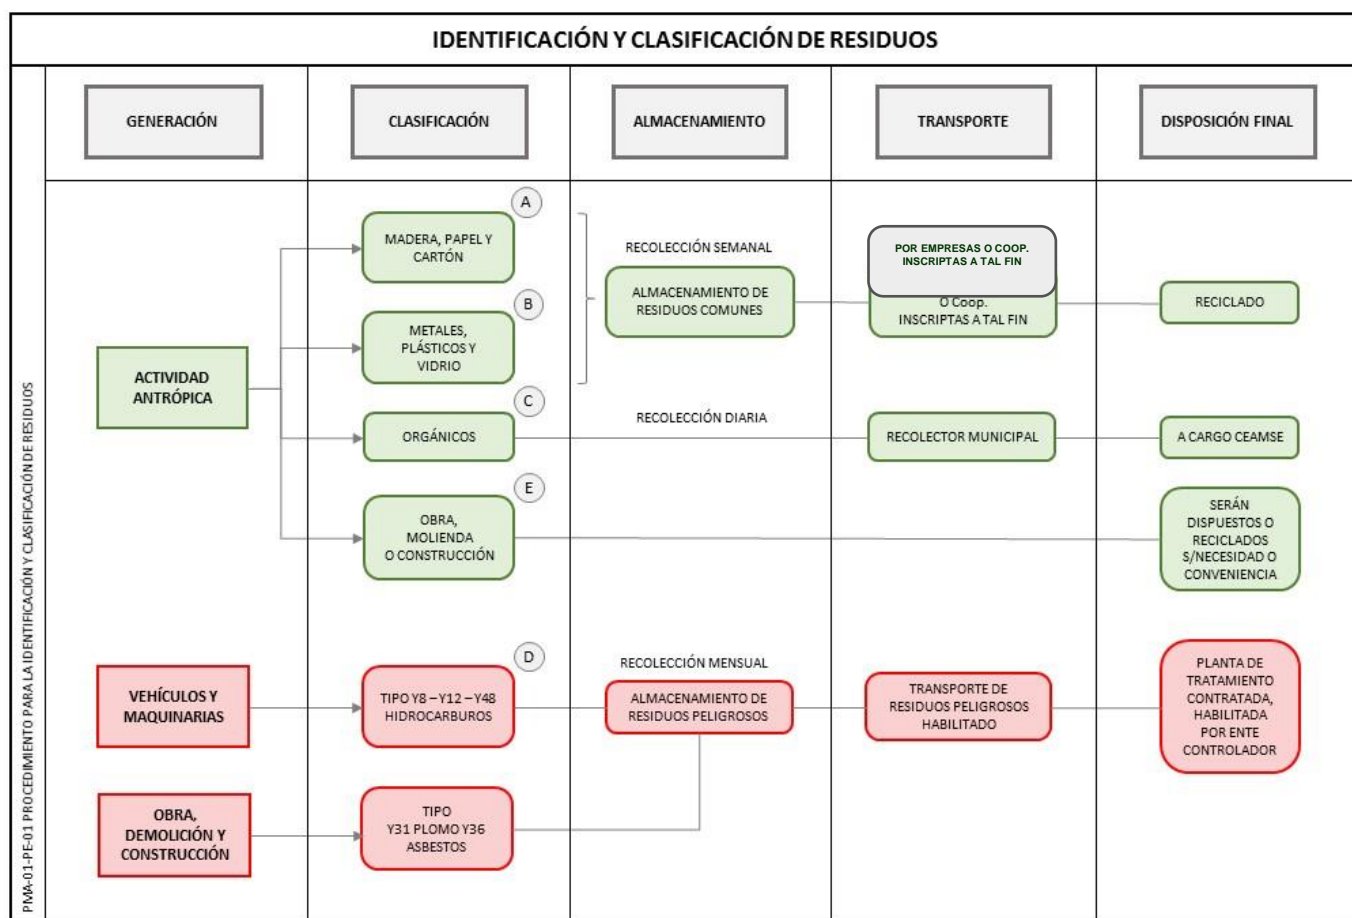 IDENTIFICACIÓN Y CLASIFICACIÓN DE RESIDUOS
PMA-01-PE-01 PROCEDIMIENTO PARA LA IDENTIFICACIÓN Y CLASIFICACIÓN DE RESIDUOS
GENERACIÓN
CLASIFICACIÓN
ALMACENAMIENTO
TRANSPORTE
DISPOSICIÓN FINAL
A
MADERA, PAPEL Y
CARTÓN
B
METALES,
PLÁSTICOS Y
VIDRIO
RECOLECCIÓN SEMANAL
ALMACENAMIENTO DE
RESIDUOS COMUNES
POR EMPRESAS O COOP.
INSCRIPTAS A TAL FIN
O Coop.
INSCRIPTAS A TAL FIN
RECICLADO
ACTIVIDAD
ANTRÓPICA
C
ORGÁNICOS
RECOLECCIÓN DIARIA
RECOLECTOR MUNICIPAL
A CARGO CEAMSE
E
OBRA,
MOLIENDA
O CONSTRUCCIÓN
SERÁN
DISPUESTOS O
RECICLADOS
S/NECESIDAD O
CONVENIENCIA
VEHÍCULOS Y
MAQUINARIAS
D
TIPO Y8 – Y12 – Y48
HIDROCARBUROS
RECOLECCIÓN MENSUAL
ALMACENAMIENTO DE
RESIDUOS PELIGROSOS
TRANSPORTE DE
RESIDUOS PELIGROSOS
HABILITADO
PLANTA DE
TRATAMIENTO
CONTRATADA,
HABILITADA
POR ENTE
CONTROLADOR
OBRA,
DEMOLICIÓN Y
CONSTRUCCIÓN
TIPO
Y31 PLOMO Y36
ASBESTOS